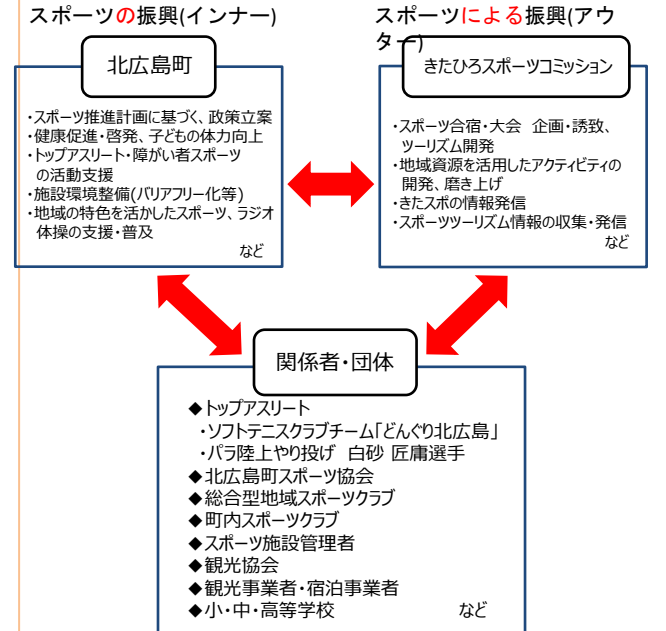 スポーツの振興(インナー)
北広島町
・スポーツ推進計画に基づく、政策立案
・健康促進・啓発、子どもの体力向上
・トップアスリート・障がい者スポーツ
の活動支援
・施設環境整備(バリアフリー化等)
・地域の特色を活かしたスポーツ、ラジオ
体操の支援・普及
など
スポーツによる振興(アウ
ター)
きたひろスポーツコミッション
・スポーツ合宿・大会 企画・誘致、
ツーリズム開発
・地域資源を活用したアクティビティの
開発、磨き上げ
・きたスポの情報発信
・スポーツツーリズム情報の収集・発信
など
関係者・団体
◆トップアスリート
・ソフトテニスクラブチーム「どんぐり北広島」
・パラ陸上やり投げ 白砂 匠庸選手
◆北広島町スポーツ協会
◆総合型地域スポーツクラブ
◆町内スポーツクラブ
◆スポーツ施設管理者
◆観光協会
◆観光事業者・宿泊事業者
◆小・中・高等学校 など